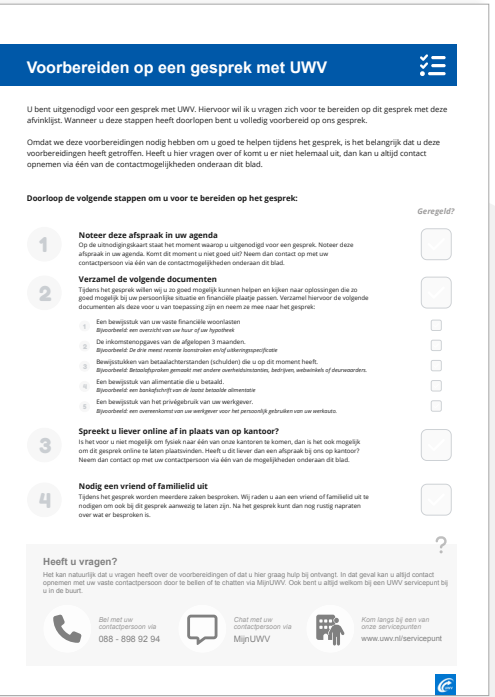 Voorbereiden op een gesprek met UWV
U bent uitgenodigd voor een gesprek met UWV. Hiervoor wil ik u vragen zich voor te bereiden op dit gesprek met deze
afvinklijst. Wanneer u deze stappen heeft doorlopen bent u volledig voorbereid op ons gesprek.
Omdat we deze voorbereidingen nodig hebben om u goed te helpen tijdens het gesprek, is het belangrijk dat u deze
voorbereidingen heeft getroffen. Heeft u hier vragen over of komt u er niet helemaal uit, dan kan u altijd contact
opnemen via één van de contactmogelijkheden onderaan dit blad.
Doorloop de volgende stappen om u voor te bereiden op het gesprek:
Geregeld?
1
Noteer deze afspraak in uw agenda
Op de uitnodigingskaart staat het moment waarop u uitgenodigd voor een gesprek. Noteer deze
afspraak in uw agenda. Komt dit moment u niet goed uit? Neem dan contact op met uw
contactpersoon via één van de contactmogelijkheden onderaan dit blad.
2
Verzamel de volgende documenten
Tijdens het gesprek willen wij u zo goed mogelijk kunnen helpen en kijken naar oplossingen die zo
goed mogelijk bij uw persoonlijke situatie en financiële plaatje passen. Verzamel hiervoor de volgende
documenten als deze voor u van toepassing zijn en neem ze mee naar het gesprek:
1
Een bewijsstuk van uw vaste financiële woonlasten
Bijvoorbeeld: een overzicht van uw huur of uw hypotheek
2
De inkomstenopgaves van de afgelopen 3 maanden.
Bijvoorbeeld: De drie meest recente loonstroken en/of uitkeringsspecificatie
3
Bewijsstukken van betaalachterstanden (schulden) die u op dit moment heeft.
Bijvoorbeeld: Betaalafspraken gemaakt met andere overheidsinstanties, bedrijven, webwinkels of deurwaarders.
4
Een bewijsstuk van alimentatie die u betaald.
Bijvoorbeeld: een bankafschrift van de laatst betaalde alimentatie
5
Een bewijsstuk van het privégebruik van uw werkgever.
Bijvoorbeeld: een overeenkomst van uw werkgever voor het persoonlijk gebruiken van uw werkauto.
3
Spreekt u liever online af in plaats van op kantoor?
Is het voor u niet mogelijk om fysiek naar één van onze kantoren te komen, dan is het ook mogelijk
om dit gesprek online te laten plaatsvinden. Heeft u dit liever dan een afspraak bij ons op kantoor?
Neem dan contact op met uw contactpersoon via één van de mogelijkheden onderaan dit blad.
4
Nodig een vriend of familielid uit
Tijdens het gesprek worden meerdere zaken besproken. Wij raden u aan een vriend of familielid uit te
nodigen om ook bij dit gesprek aanwezig te laten zijn. Na het gesprek kunt dan nog rustig napraten
over wat er besproken is.
?
Heeft u vragen?
Het kan natuurlijk dat u vragen heeft over de voorbereidingen of dat u hier graag hulp bij ontvangt. In dat geval kan u altijd contact
opnemen met uw vaste contactpersoon door te bellen of te chatten via MijnUWV. Ook bent u altijd welkom bij een UWV servicepunt bij
u in de buurt.
Bel met uw
contactpersoon via
088 - 898 92 94
Chat met uw
contactpersoon via
MijnUWV
Kom langs bij een van
onze servicepunten
www.uwv.nl/servicepunt
UWV